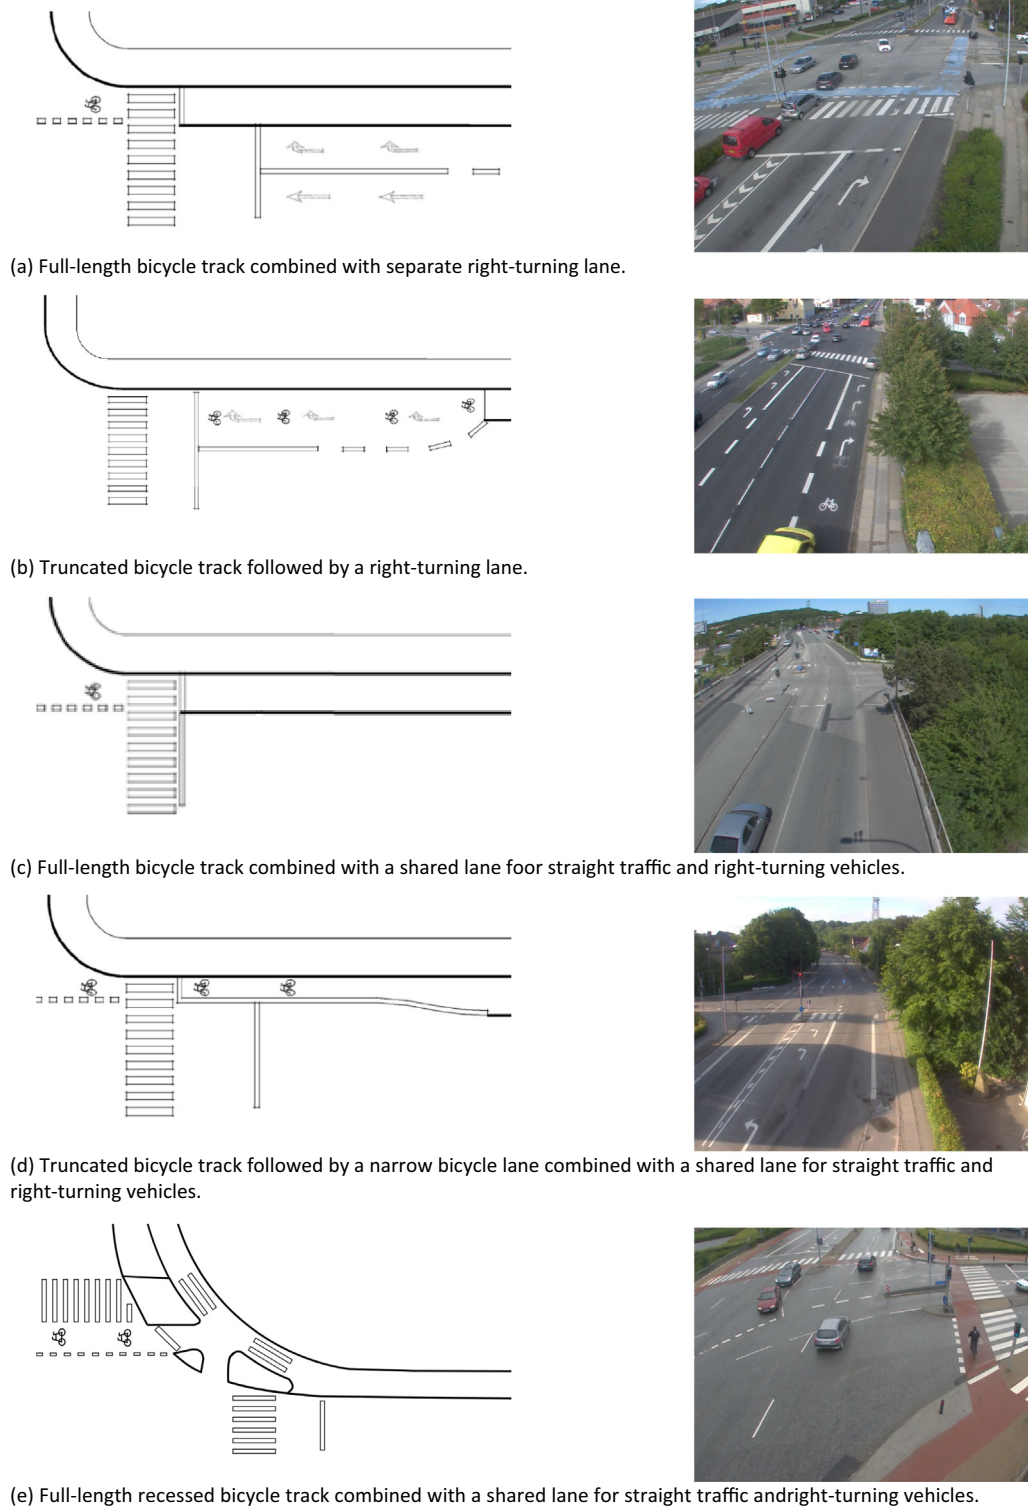 (a) Full-length bicycle track combined with separate right-turning lane.
(b) Truncated bicycle track followed by a right-turning lane.
(c) Full-length bicycle track combined with a shared lane foor straight traffic and right-turning vehicles.
(d) Truncated bicycle track followed by a narrow bicycle lane combined with a shared lane for straight traffic and
right-turning vehicles.
(e) Full-length recessed bicycle track combined with a shared lane for straight traffic andright-turning vehicles.